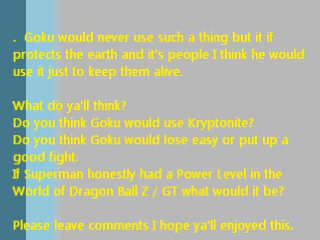 .  Goku would never use such a thing but it if
protects the earth and it's people I think he would
use it just to keep them alive.
What do ya'll think?
Do you think Goku would use Kryptonite?
Do you think Goku would lose easy or put up a
good fight.
If Superman honestly had a Power Level in the
World of Dragon Ball Z / GT what would it be?
Please leave comments I hope ya'll enjoyed this.